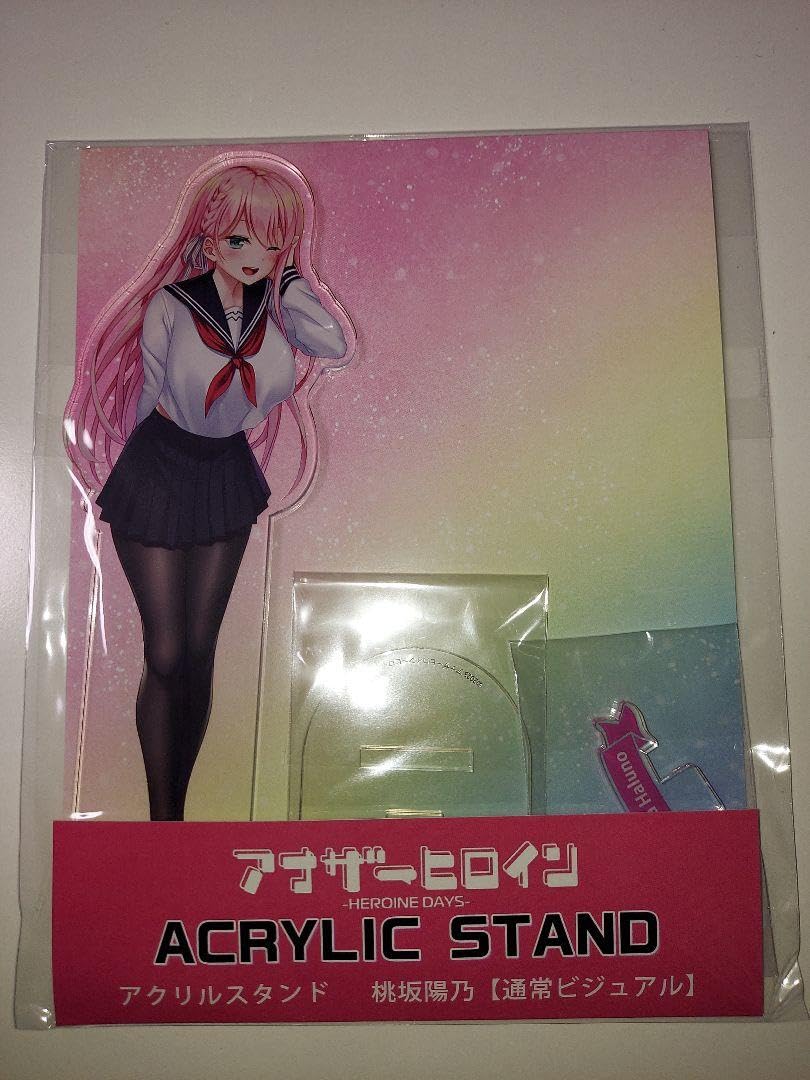 Haluno
アナザーヒロイン
-HEROINE DAYS-
ACRYLIC STAND
アクリルスタンド 桃坂陽乃【通常ビジュアル】